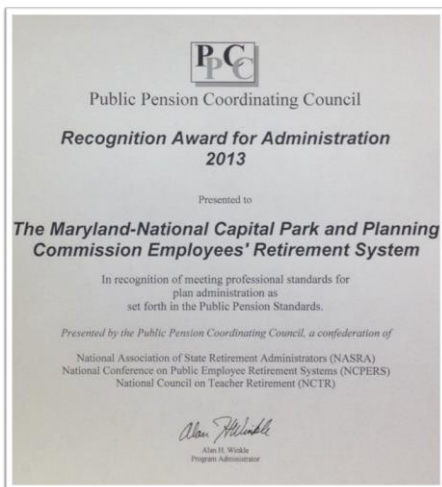 PPCC
Public Pension Coordinating Council
Recognition Award for Administration
2013
Presented to
The Maryland-National Capital Park and Planning
Commission Employees' Retirement System
In recognition of meeting professional standards for
plan administration as
set forth in the Public Pension Standards.
Presented by the Public Pension Coordinating Council, a confederation of
National Association of State Retirement Administrators (NASRA)
National Conference on Public Employee Retirement Systems (NCPERS)
National Council on Teacher Retirement (NCTR)
Alan H. Winkle
Alan H. Winkle
Program Administrator